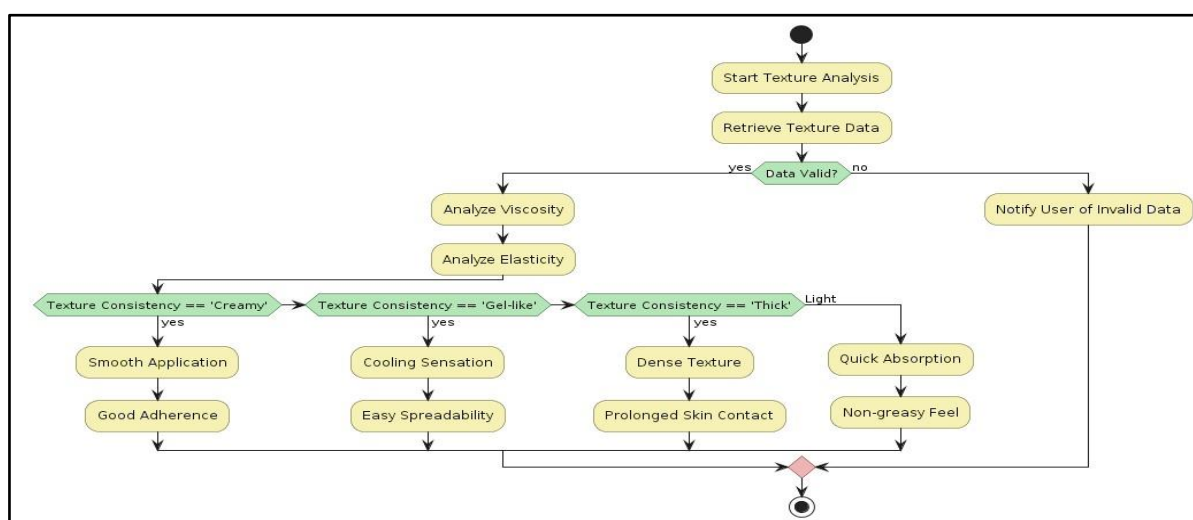 Start Texture Analysis
Retrieve Texture Data
yes
Data Valid?
no
Analyze Viscosity
Notify User of Invalid Data
Analyze Elasticity
Texture Consistency == 'Creamy'
Texture Consistency == 'Gel-like'
Texture Consistency == 'Thick'
Light
yes
yes
yes
Smooth Application
Cooling Sensation
Dense Texture
Quick Absorption
Good Adherence
Easy Spreadability
Prolonged Skin Contact
Non-greasy Feel